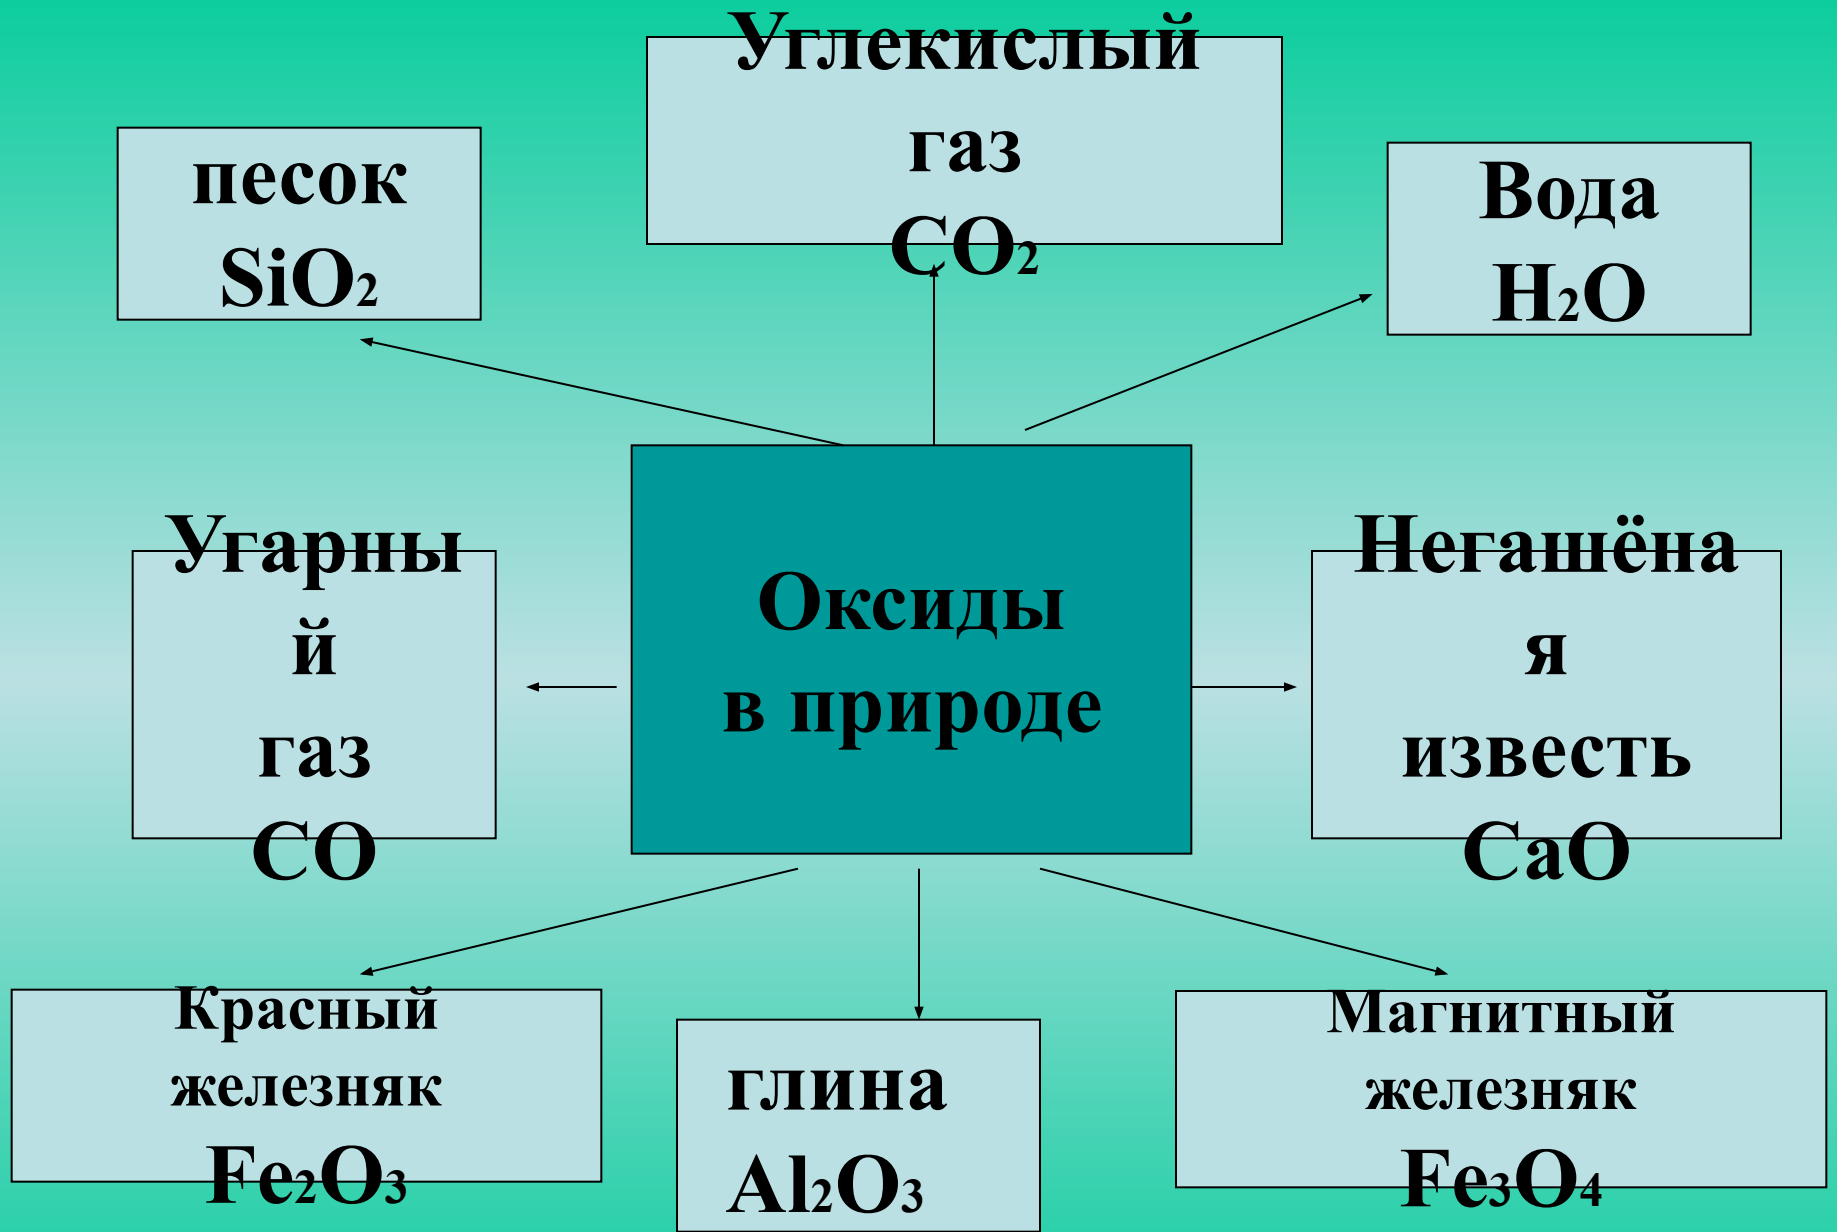 Углекислый
газ
CO₂
песок
SiO₂
Вода
H₂O
Угарны
й
газ
CO
Оксиды
в природе
Негашёна
я
известь
CaO
Красный
железняк
Fe₂O₃
глина
Al₂O₃
Магнитный
железняк
Fe₃O₄